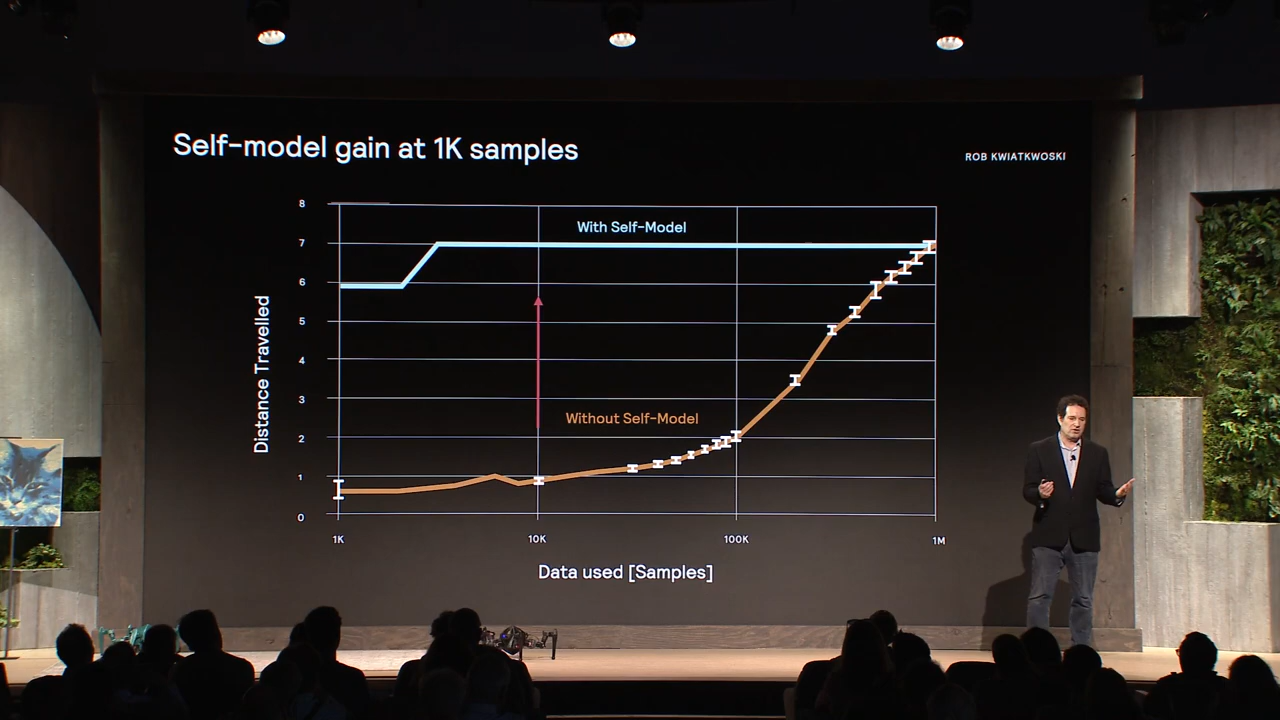 Self-model gain at 1K samples
ROB KWIATKWOSKI
8
7
6
5
4
3
2
1
0
With Self-Model
Without Self-Model
Distance Travelled
1K
10K
100K
1M
Data used [Samples]